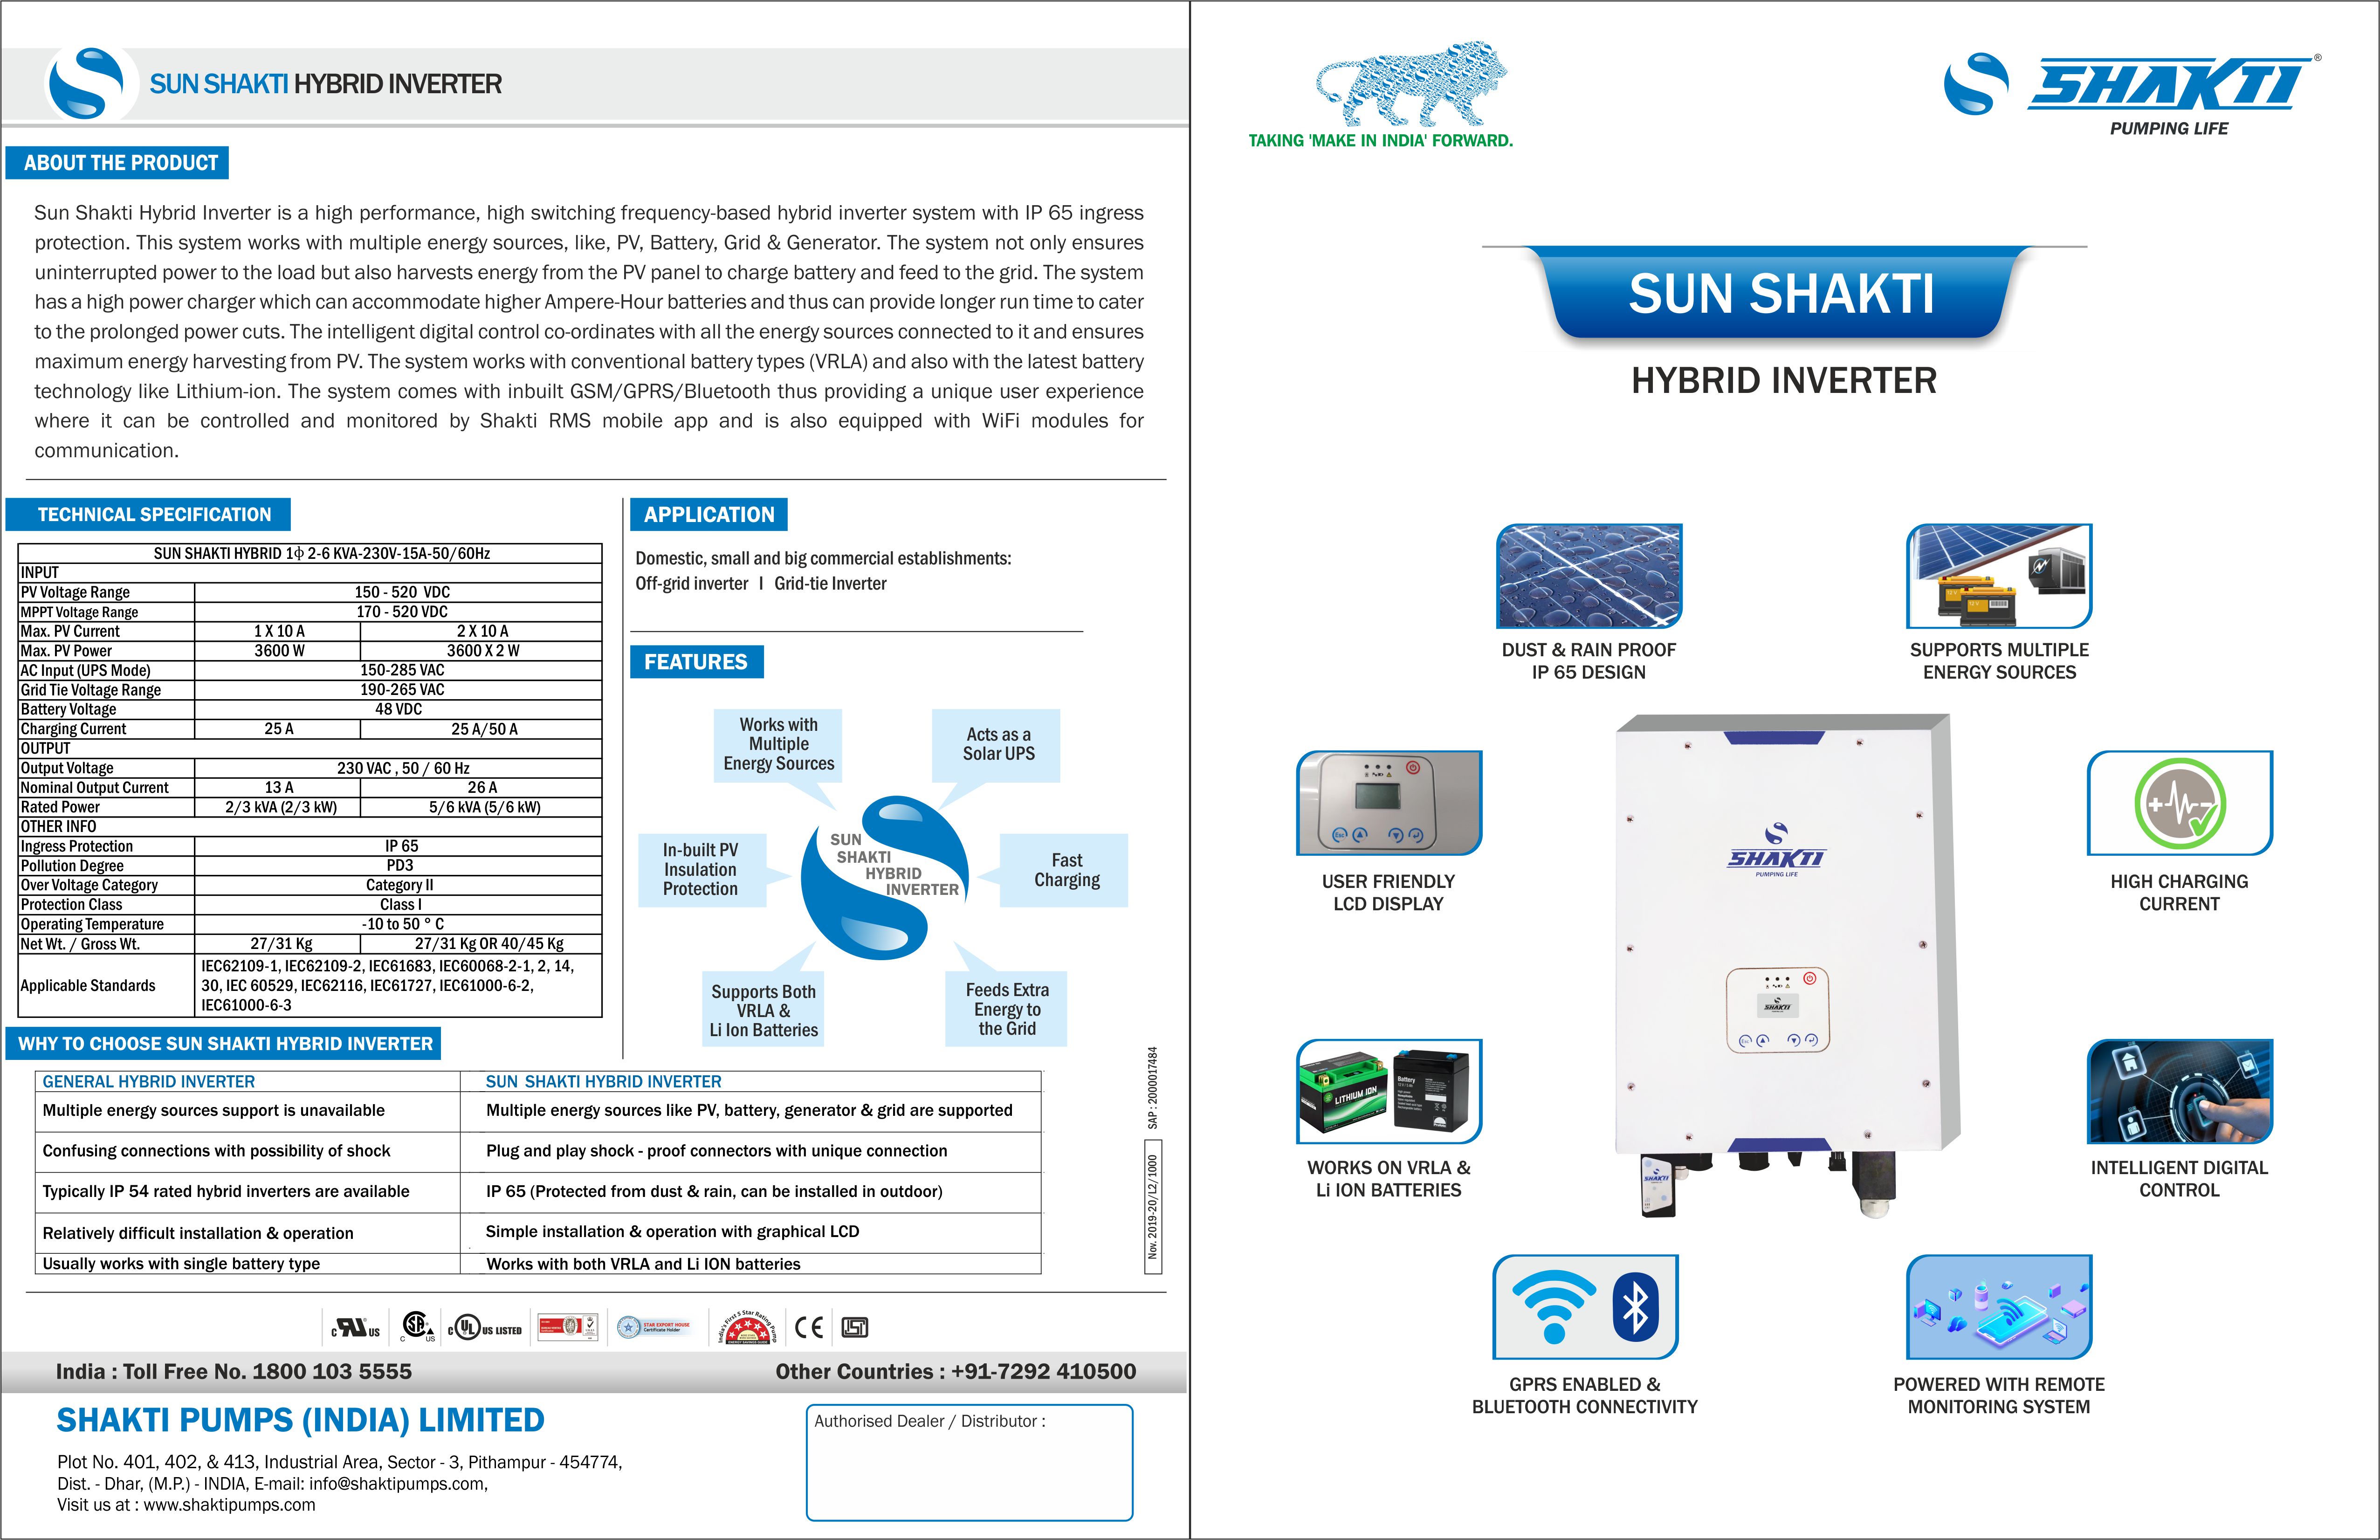 SUN SHAKTI HYBRID INVERTER
ABOUT THE PRODUCT
Sun Shakti Hybrid Inverter is a high performance, high switching frequency-based hybrid inverter system with IP 65 ingress
protection. This system works with multiple energy sources, like, PV, Battery, Grid & Generator. The system not only ensures
uninterrupted power to the load but also harvests energy from the PV panel to charge battery and feed to the grid. The system
has a high power charger which can accommodate higher Ampere-Hour batteries and thus can provide longer run time to cater
to the prolonged power cuts. The intelligent digital control co-ordinates with all the energy sources connected to it and ensures
maximum energy harvesting from PV. The system works with conventional battery types (VRLA) and also with the latest battery
technology like Lithium-ion. The system comes with inbuilt GSM/GPRS/Bluetooth thus providing a unique user experience
where it can be controlled and monitored by Shakti RMS mobile app and is also equipped with WiFi modules for
communication.
TECHNICAL SPECIFICATION
SUN SHAKTI HYBRID 1ф 2-6 KVA-230V-15A-50/60Hz
INPUT
PV Voltage Range 150 - 520 VDC
MPPT Voltage Range 170 - 520 VDC
Max. PV Current 1 X 10 A 2 X 10 A
Max. PV Power 3600 W 3600 X 2 W
AC Input (UPS Mode) 150-285 VAC
Grid Tie Voltage Range 190-265 VAC
Battery Voltage 48 VDC
Charging Current 25 A 25 A/50 A
OUTPUT
Output Voltage 230 VAC , 50 / 60 Hz
Nominal Output Current 13 A 26 A
Rated Power 2/3 kVA (2/3 kW) 5/6 kVA (5/6 kW)
OTHER INFO
Ingress Protection IP 65
Pollution Degree PD3
Over Voltage Category Category II
Protection Class Class I
Operating Temperature -10 to 50 ° C
Net Wt. / Gross Wt. 27/31 Kg 27/31 Kg OR 40/45 Kg
Applicable Standards
IEC62109-1, IEC62109-2, IEC61683, IEC60068-2-1, 2, 14,
30, IEC 60529, IEC62116, IEC61727, IEC61000-6-2,
IEC61000-6-3
APPLICATION
Domestic, small and big commercial establishments:
Off-grid inverter I Grid-tie Inverter
FEATURES
Works with
Multiple
Energy Sources
Acts as a
Solar UPS
In-built PV
Insulation
Protection
SUN
SHAKTI
HYBRID
INVERTER
Fast
Charging
Supports Both
VRLA &
Li Ion Batteries
Feeds Extra
Energy to
the Grid
WHY TO CHOOSE SUN SHAKTI HYBRID INVERTER
GENERAL HYBRID INVERTER SUN SHAKTI HYBRID INVERTER
Multiple energy sources support is unavailable Multiple energy sources like PV, battery, generator & grid are supported
Confusing connections with possibility of shock Plug and play shock - proof connectors with unique connection
Typically IP 54 rated hybrid inverters are available IP 65 (Protected from dust & rain, can be installed in outdoor)
Relatively difficult installation & operation Simple installation & operation with graphical LCD
Usually works with single battery type Works with both VRLA and Li ION batteries
SAP : 2000017484
Nov. 2019-20/L2/1000
C US
SA C US
C UL US LISTED
STAR EXPORT HOUSE
Certificate Holder
India's First 5 Star Rating Pump
CE
India : Toll Free No. 1800 103 5555 Other Countries : +91-7292 410500
SHAKTI PUMPS (INDIA) LIMITED
Plot No. 401, 402, & 413, Industrial Area, Sector - 3, Pithampur - 454774,
Dist. - Dhar, (M.P.) - INDIA, E-mail: info@shaktipumps.com,
Visit us at : www.shaktipumps.com
Authorised Dealer / Distributor :
TAKING 'MAKE IN INDIA' FORWARD.
SHAKTI®
PUMPING LIFE
SUN SHAKTI
HYBRID INVERTER
DUST & RAIN PROOF
IP 65 DESIGN
SUPPORTS MULTIPLE
ENERGY SOURCES
Esc
USER FRIENDLY
LCD DISPLAY
SHAKTI
PUMPING LIFE
HIGH CHARGING
CURRENT
SHAKTI
Esc
LITHIUM ION
Battery
WORKS ON VRLA &
Li ION BATTERIES
SHAKTI
INTELLIGENT DIGITAL
CONTROL
GPRS ENABLED &
BLUETOOTH CONNECTIVITY
POWERED WITH REMOTE
MONITORING SYSTEM